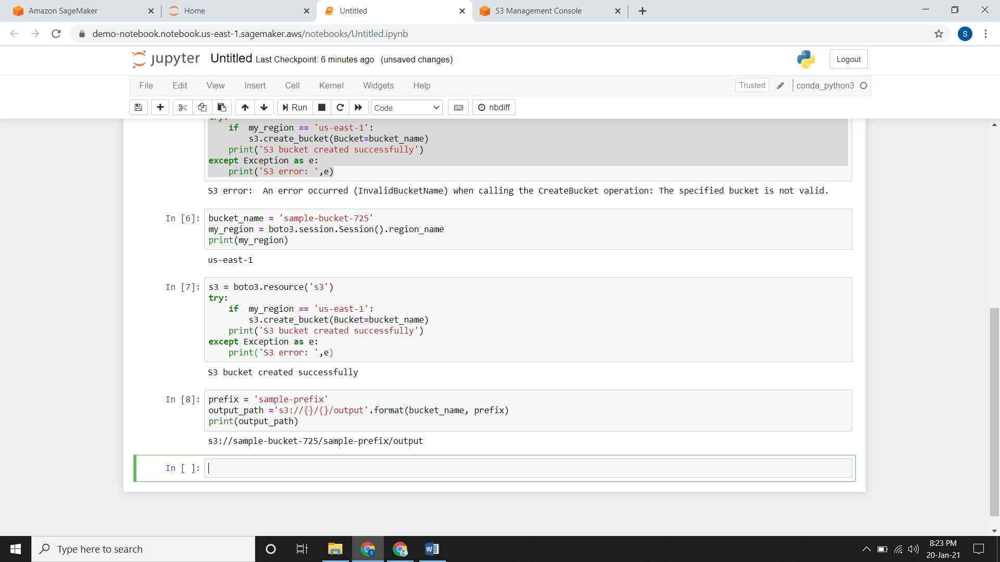 Amazon SageMaker
Home
Untitled
S3 Management Console
demo-notebook.notebook.us-east-1.sagemaker.aws/notebooks/Untitled.ipynb
S
jupyter Untitled Last Checkpoint: 6 minutes ago (unsaved changes)
Logout
File Edit View Insert Cell Kernel Widgets Help
Trusted conda_python3
Run Code nbdiff
try:
    if  my_region == 'us-east-1':
        s3.create_bucket(Bucket=bucket_name)
    print('S3 bucket created successfully')
except Exception as e:
    print('S3 error: ',e)
S3 error:  An error occurred (InvalidBucketName) when calling the CreateBucket operation: The specified bucket is not valid.
In [6]: bucket_name = 'sample-bucket-725'
my_region = boto3.session.Session().region_name
print(my_region)
us-east-1
In [7]: s3 = boto3.resource('s3')
try:
    if  my_region == 'us-east-1':
        s3.create_bucket(Bucket=bucket_name)
    print('S3 bucket created successfully')
except Exception as e:
    print('S3 error: ',e)
S3 bucket created successfully
In [8]: prefix = 'sample-prefix'
output_path ='s3://{}/{}/output'.format(bucket_name, prefix)
print(output_path)
s3://sample-bucket-725/sample-prefix/output
In [ ]:
Type here to search
8:23 PM
20-Jan-21